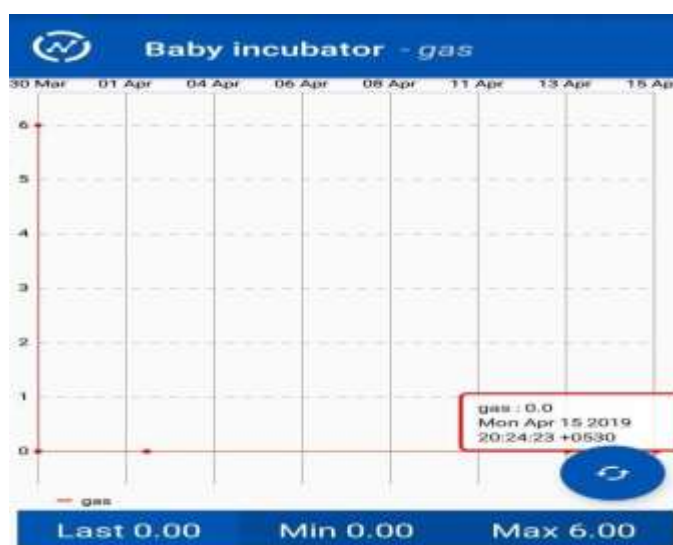 Baby incubator - gas
30 Mar 01 Apr 04 Apr 06 Apr 08 Apr 11 Apr 13 Apr 15 Ap
6
5
4
3
2
1
gas : 0.0
Mon Apr 15 2019
20:24:23 +0530
0
gas
Last 0.00 Min 0.00 Max 6.00